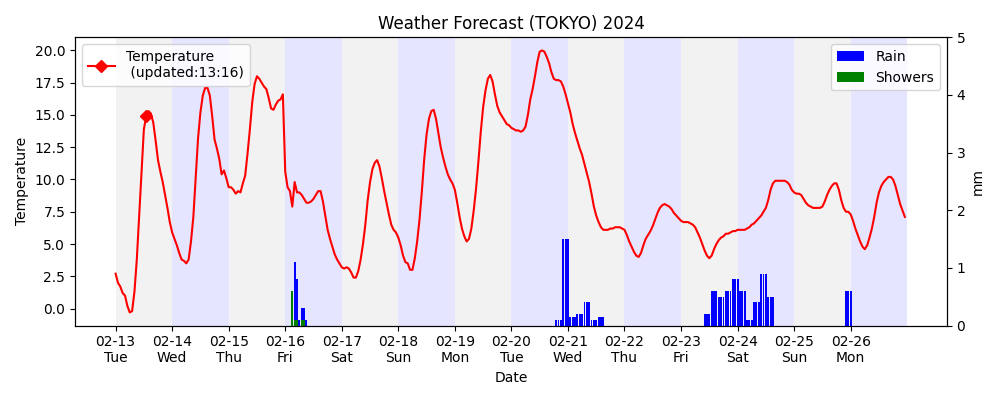 Weather Forecast (TOKYO) 2024
Temperature
(updated:13:16)
Rain
Showers
Temperature
20.0
17.5
15.0
12.5
10.0
7.5
5.0
2.5
0.0
5
4
3
2
1
0
mm
02-13 02-14 02-15 02-16 02-17 02-18 02-19 02-20 02-21 02-22 02-23 02-24 02-25 02-26
Tue Wed Thu Fri Sat Sun Mon Tue Wed Thu Fri Sat Sun Mon
Date